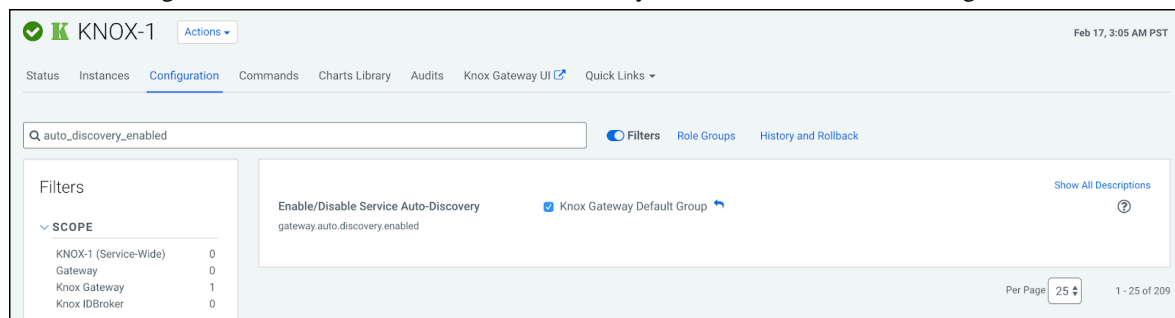 KNOX-1 Actions
Feb 17, 3:05 AM PST
Status Instances Configuration Commands Charts Library Audits Knox Gateway UI Quick Links
auto_discovery_enabled
Filters Role Groups History and Rollback
Filters
SCOPE
KNOX-1 (Service-Wide) 0
Gateway 0
Knox Gateway 1
Knox IDBroker 0
Show All Descriptions
Enable/Disable Service Auto-Discovery Knox Gateway Default Group
gateway.auto.discovery.enabled
Per Page 25 1 - 25 of 209